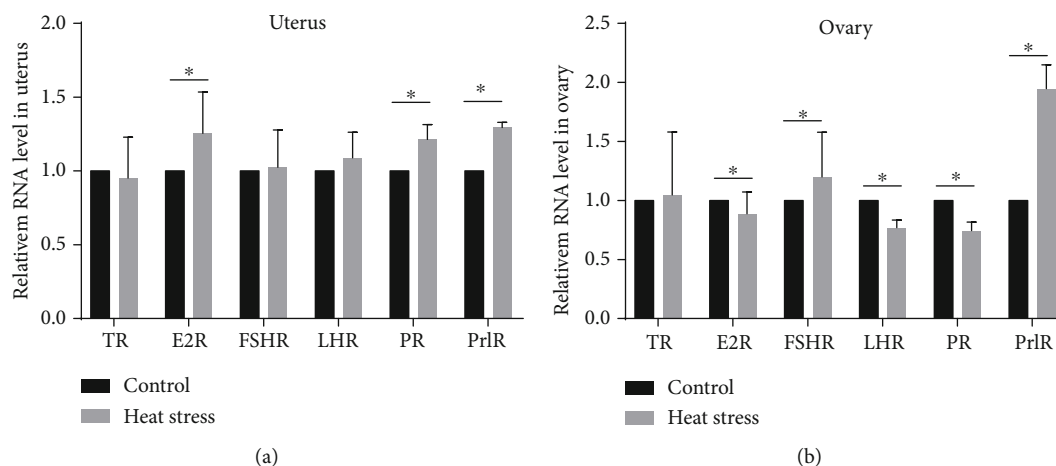 (a)
Uterus
Relativem RNA level in uterus
2.0
1.5
1.0
0.5
0.0
*
*
*
TR E2R FSHR LHR PR PrlR
Control
Heat stress
(a)
(b)
Ovary
Relativem RNA level in ovary
2.5
2.0
1.5
1.0
0.5
0.0
*
*
*
*
*
TR E2R FSHR LHR PR PrlR
Control
Heat stress
(b)